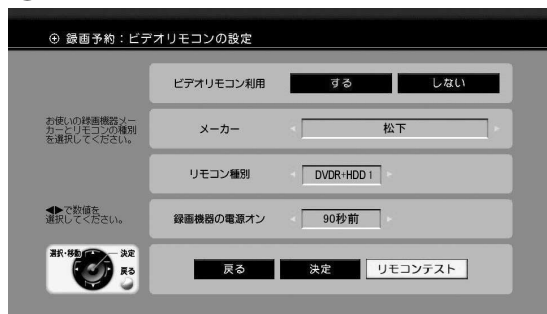 ⊕ 録画予約：ビデオリモコンの設定
ビデオリモコン利用 する しない
お使いの録画機器メー
カーとリモコンの種別
を選択してください。
メーカー 松下
リモコン種別 DVDR+HDD 1
◀▶で数値を
選択してください。
録画機器の電源オン 90秒前
選択・移動 決定
戻る
戻る 決定 リモコンテスト